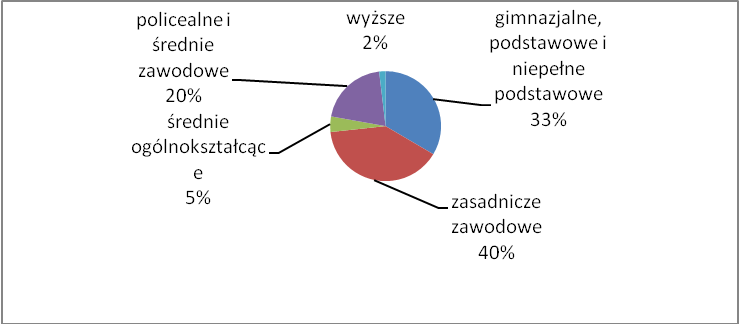 policealne i
średnie
zawodowe
20%
wyższe
2%
gimnazjalne,
podstawowe i
niepełne
podstawowe
33%
średnie
ogólnokształcąc
e
5%
zasadnicze
zawodowe
40%